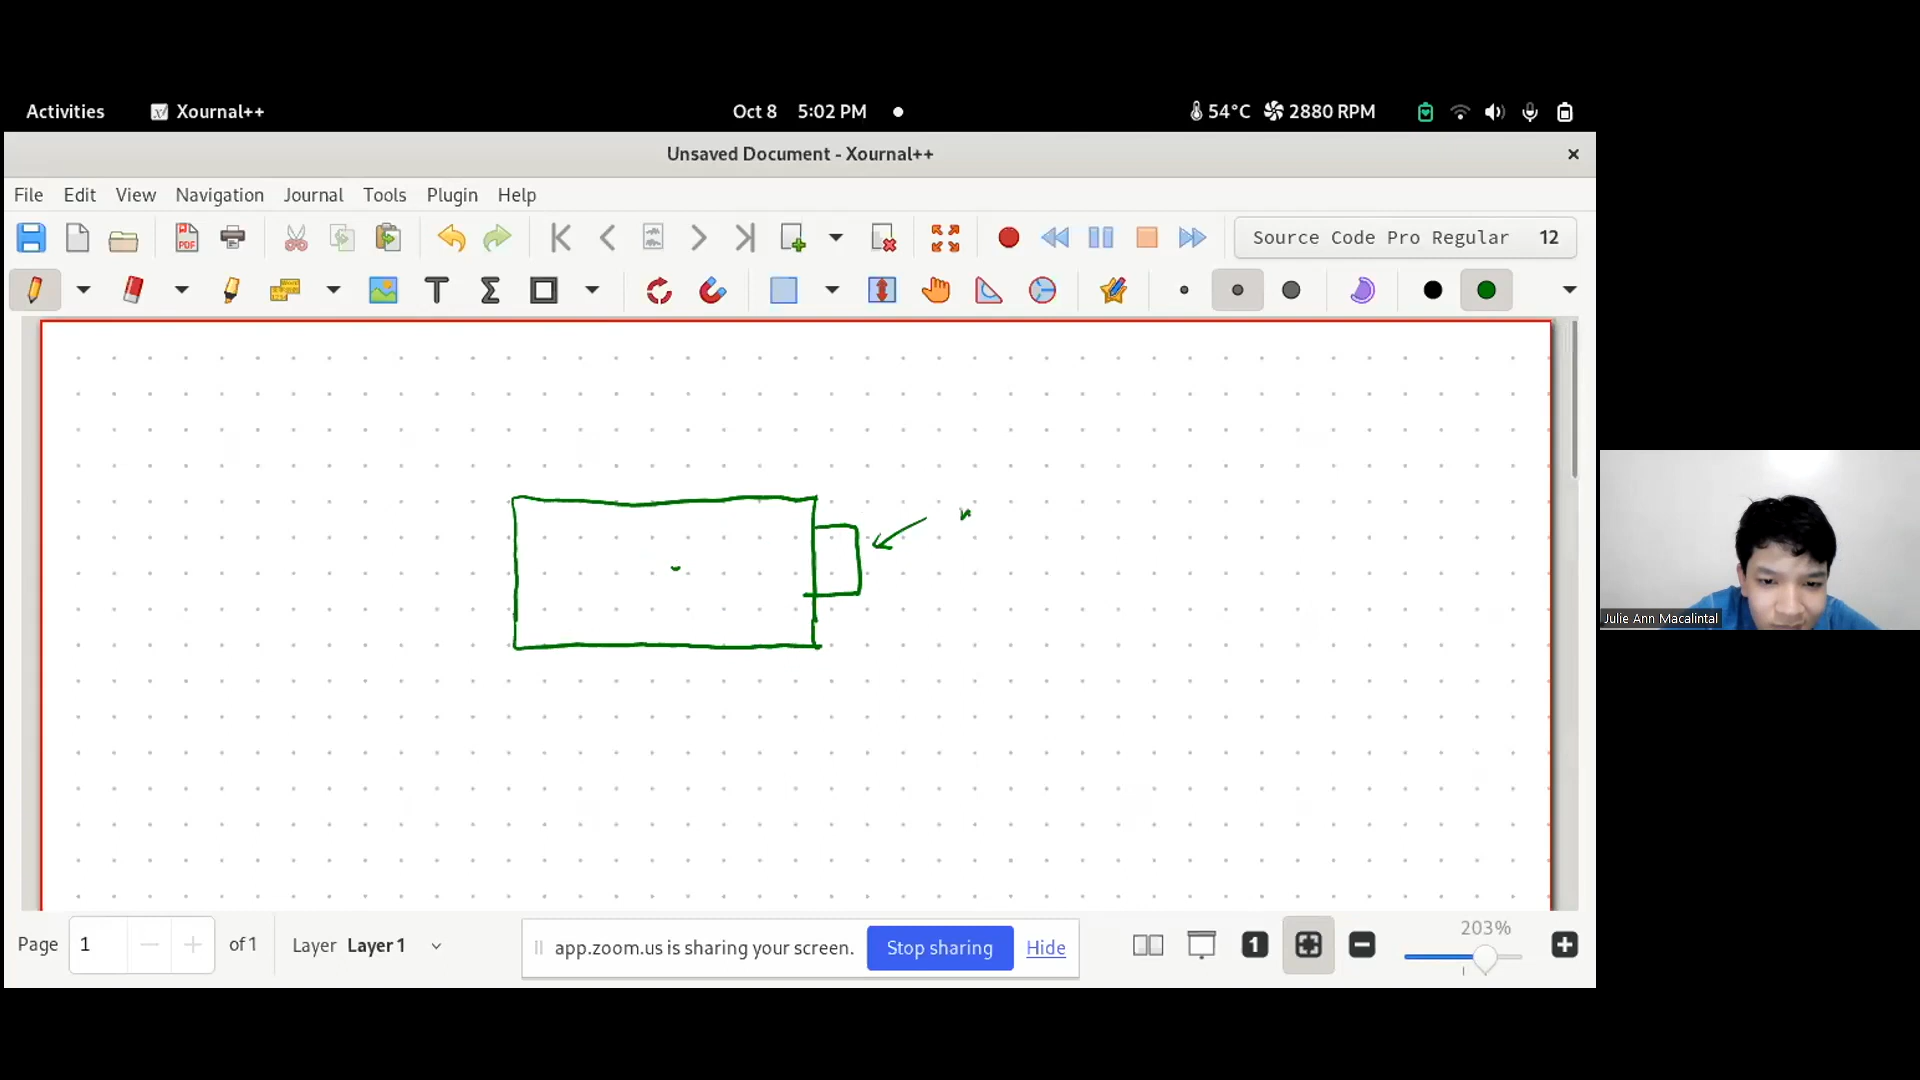 Activities Xournal++ Oct 8 5:02 PM 54°C 2880 RPM
Unsaved Document - Xournal++
File Edit View Navigation Journal Tools Plugin Help
PDF Source Code Pro Regular 12
T Σ
Julie Ann Macalintal
Page 1 of 1 Layer Layer 1 app.zoom.us is sharing your screen. Stop sharing Hide 1 203%